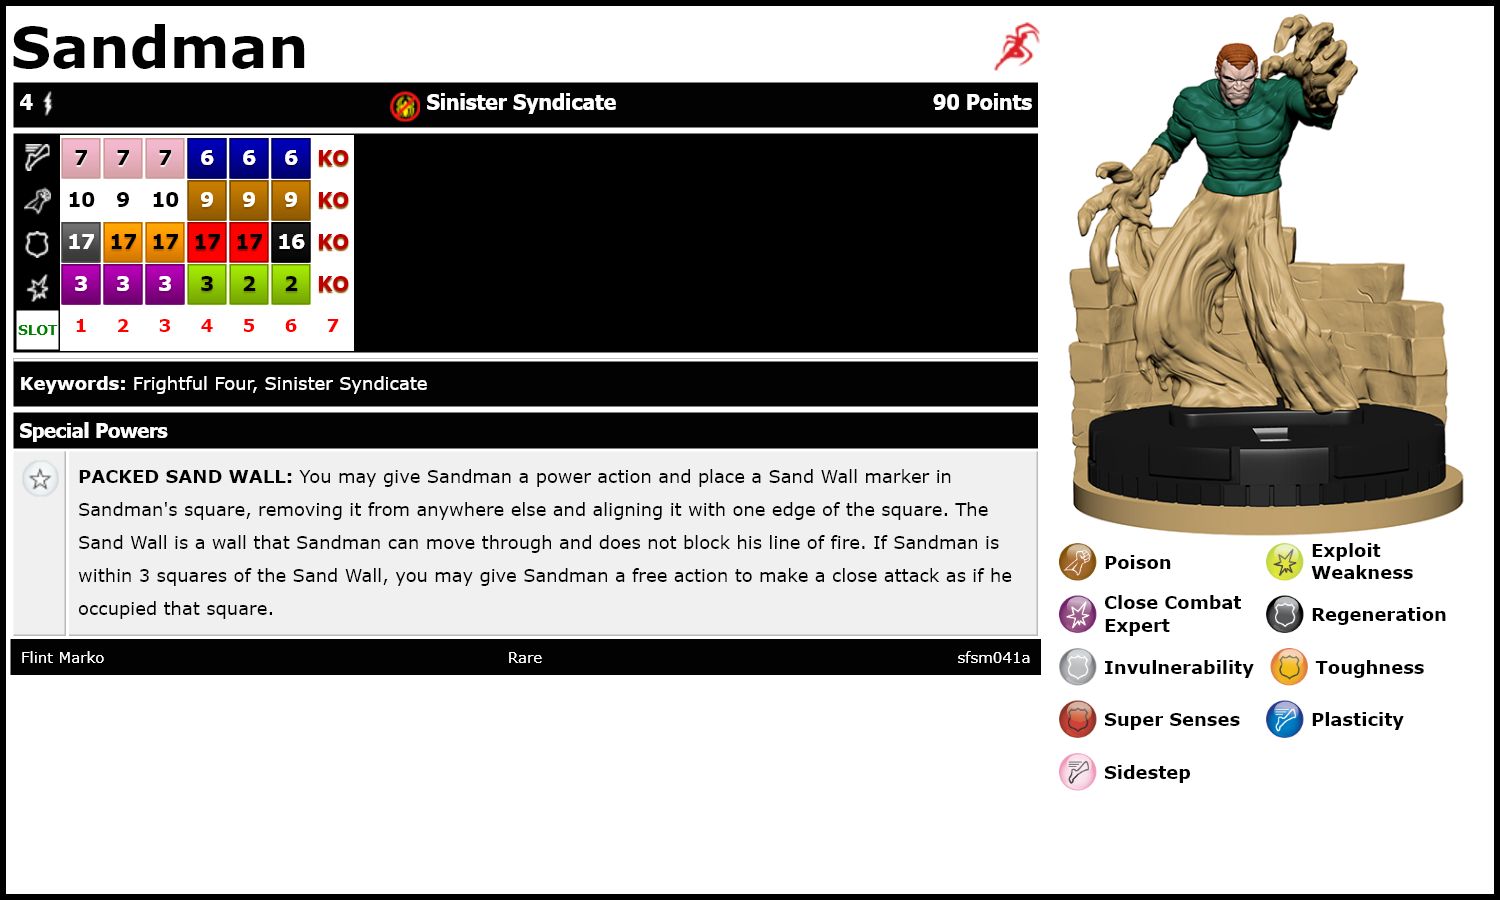 Sandman
4 Sinister Syndicate 90 Points
7 7 7 6 6 6 KO
10 9 10 9 9 9 KO
17 17 17 17 17 16 KO
3 3 3 3 2 2 KO
SLOT 1 2 3 4 5 6 7
Keywords: Frightful Four, Sinister Syndicate
Special Powers
PACKED SAND WALL: You may give Sandman a power action and place a Sand Wall marker in
Sandman's square, removing it from anywhere else and aligning it with one edge of the square. The
Sand Wall is a wall that Sandman can move through and does not block his line of fire. If Sandman is
within 3 squares of the Sand Wall, you may give Sandman a free action to make a close attack as if he
occupied that square.
Flint Marko Rare sfsm041a
Poison
Exploit
Weakness
Close Combat
Expert
Regeneration
Invulnerability
Toughness
Super Senses
Plasticity
Sidestep